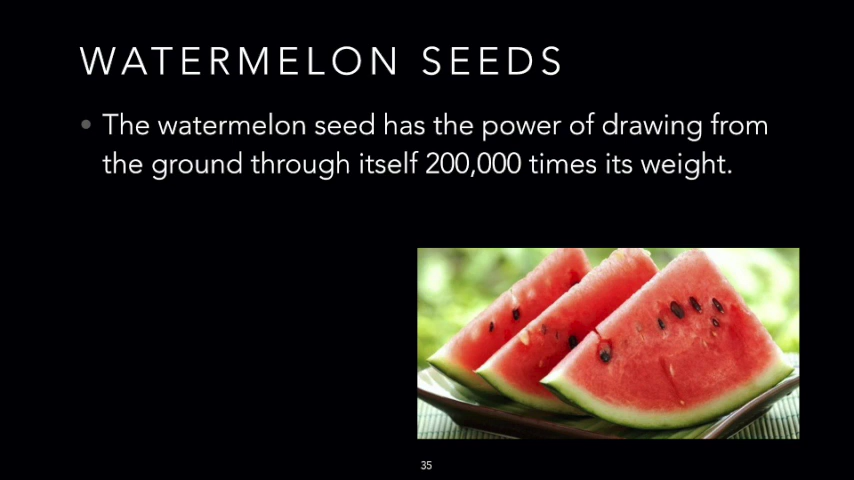 WATERMELON SEEDS
• The watermelon seed has the power of drawing from
the ground through itself 200,000 times its weight.
35